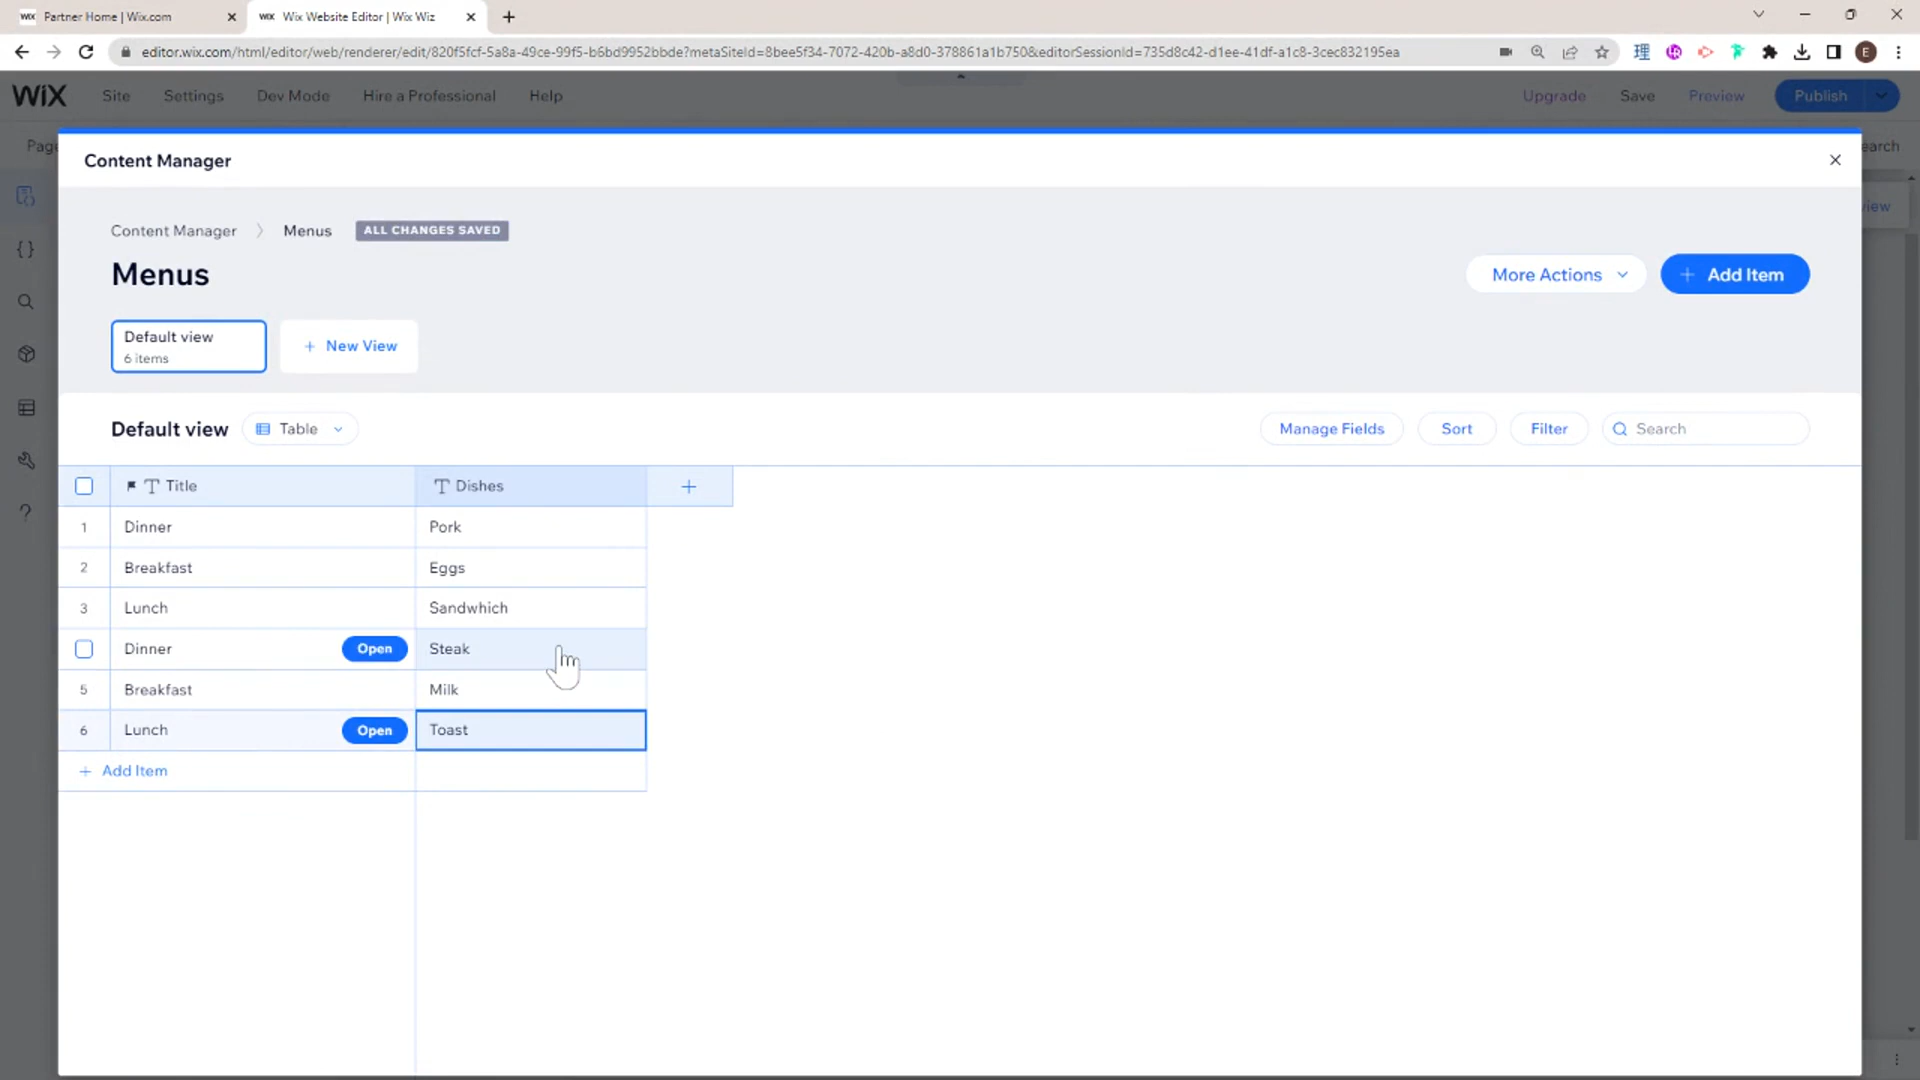 WiX Partner Home | Wix.com
WiX Wix Website Editor | Wix Wiz
editor.wix.com/html/editor/web/renderer/edit/820f5fcf-5a8a-49ce-99f5-b6bd9952bbde?metaSiteId=8bee5f34-7072-420b-a8d0-378861a1b750&editorSessionId=735d8c42-d1ee-41df-a1c8-3cec832195ea
理
E
WiX Site Settings Dev Mode Hire a Professional Help Upgrade Save Preview Publish
Page earch
Content Manager
iew
Content Manager Menus ALL CHANGES SAVED
Menus
More Actions + Add Item
Default view
6 items
+ New View
Default view Table Manage Fields Sort Filter Search
T Title T Dishes +
1 Dinner Pork
2 Breakfast Eggs
3 Lunch Sandwhich
Dinner Open Steak
5 Breakfast Milk
6 Lunch Open Toast
+ Add Item